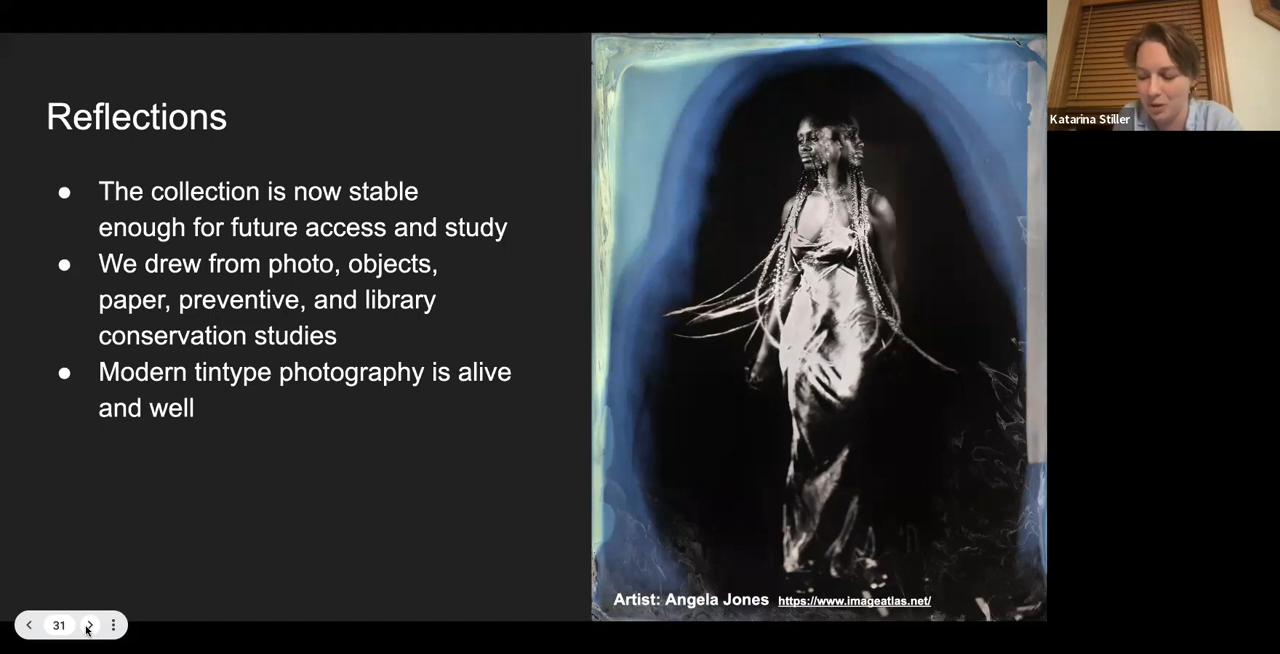 Reflections
● The collection is now stable
enough for future access and study
● We drew from photo, objects,
paper, preventive, and library
conservation studies
● Modern tintype photography is alive
and well
Artist: Angela Jones https://www.imageatlas.net/
Katarina Stiller
31